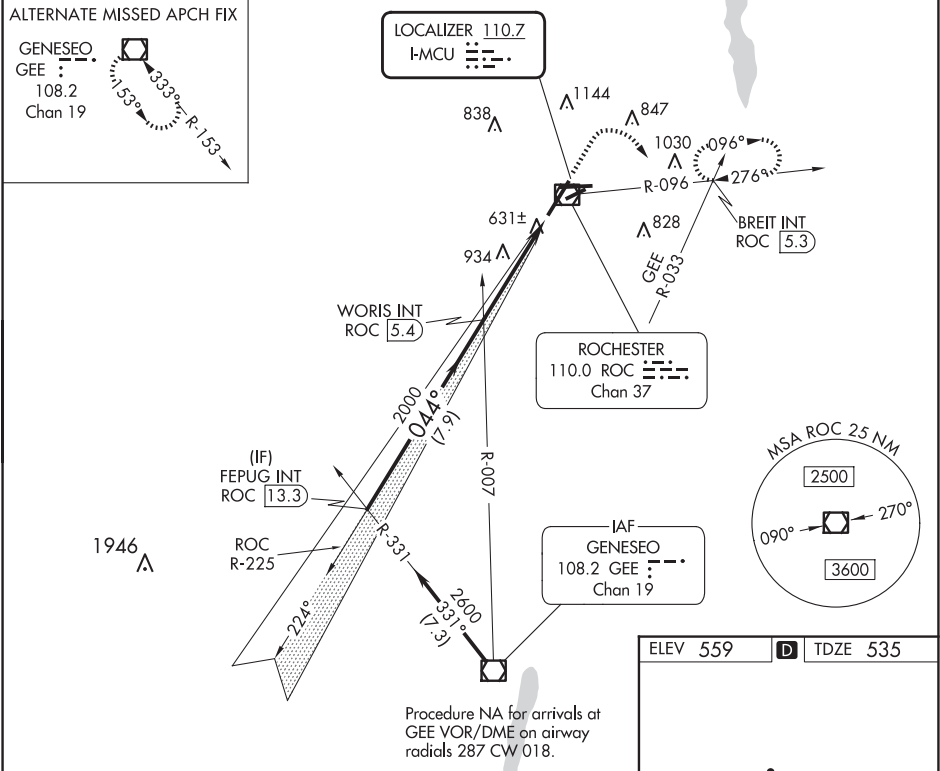 ALTERNATE MISSED APCH FIX
GENESEO
GEE
108.2
Chan 19
153°
333°
R-153
LOCALIZER 110.7
I-MCU
838
1144
847
1030
096°
R-096
276°
631±
828
934
BREIT INT
ROC 5.3
GEE
R-033
WORIS INT
ROC 5.4
ROCHESTER
110.0 ROC
Chan 37
2000
044°
(7.9)
R-007
MSA ROC 25 NM
2500
090°
270°
3600
(IF)
FEPUG INT
ROC 13.3
R-331
1946
ROC
R-225
224°
2600
331°
(7.3)
IAF
GENESEO
108.2 GEE
Chan 19
Procedure NA for arrivals at
GEE VOR/DME on airway
radials 287 CW 018.
ELEV 559 D TDZE 535